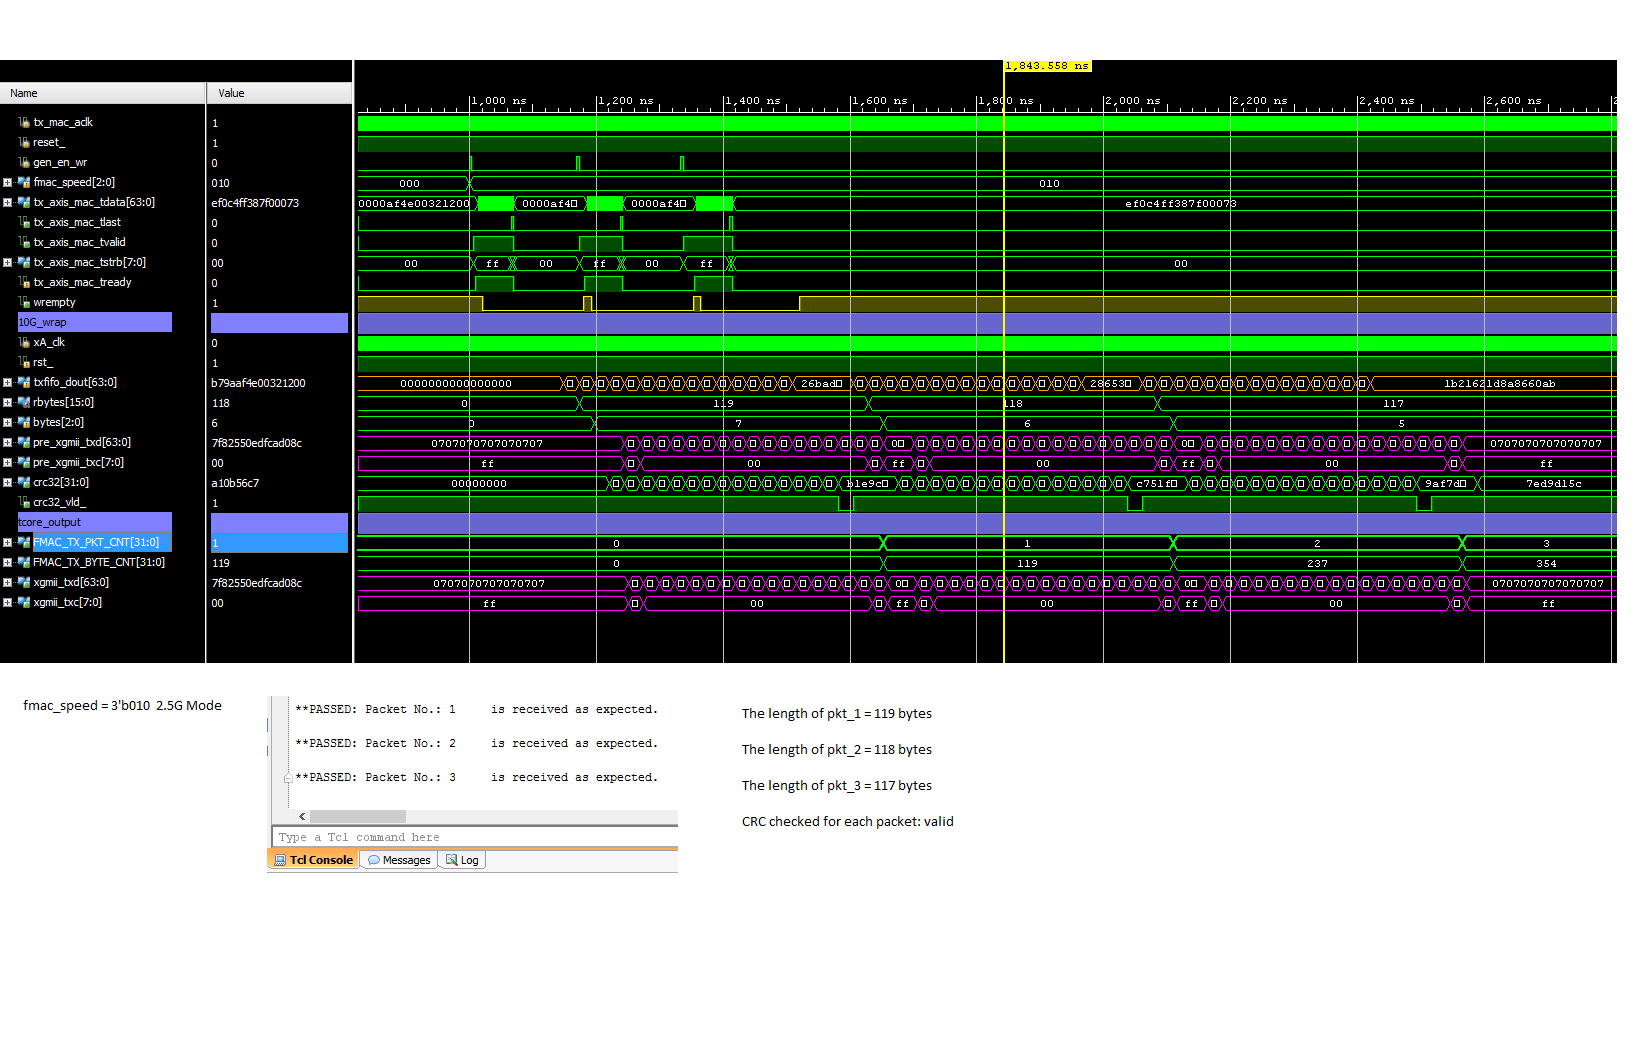 1,843.558 ns
Name Value
1,000 ns 1,200 ns 1,400 ns 1,600 ns 1,800 ns 2,000 ns 2,200 ns 2,400 ns 2,600 ns 2
tx_mac_aclk 1
reset_ 1
gen_en_wr 0
fmac_speed[2:0] 010 000 010
tx_axis_mac_tdata[63:0] ef0c4ff387f00073 0000af4e00321200 0000af4 0000af4 ef0c4ff387f00073
tx_axis_mac_tlast 0
tx_axis_mac_tvalid 0
tx_axis_mac_tstrb[7:0] 00 00 ff 00 ff 00 ff 00
tx_axis_mac_tready 0
wrempty 1
10G_wrap
xA_clk 0
rst_ 1
txfifo_dout[63:0] b79aaf4e00321200 0000000000000000 26bad 28653 1b21621d8a8660ab
rbytes[15:0] 118 0 119 118 117
bytes[2:0] 6 0 7 6 5
pre_xgmii_txd[63:0] 7f82550edfcad08c 0707070707070707 00 00 0707070707070707
pre_xgmii_txc[7:0] 00 ff 00 ff 00 ff 00 ff
crc32[31:0] a10b56c7 00000000 b1e9c c751f 9af7d 7ed9d15c
crc32_vld_ 1
tcore_output
FMAC_TX_PKT_CNT[31:0] 1 0 1 2 3
FMAC_TX_BYTE_CNT[31:0] 119 0 119 237 354
xgmii_txd[63:0] 7f82550edfcad08c 0707070707070707 00 00 0707070707070707
xgmii_txc[7:0] 00 ff 00 ff 00 ff 00 ff
fmac_speed = 3'b010 2.5G Mode
**PASSED: Packet No.: 1 is received as expected.
**PASSED: Packet No.: 2 is received as expected.
**PASSED: Packet No.: 3 is received as expected.
Type a Tcl command here
Tcl Console Messages Log
The length of pkt_1 = 119 bytes
The length of pkt_2 = 118 bytes
The length of pkt_3 = 117 bytes
CRC checked for each packet: valid